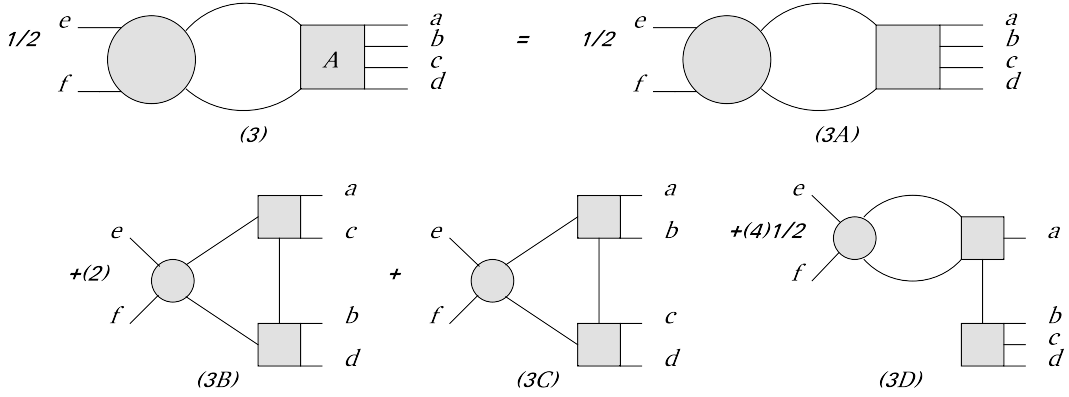 1/2 e f A a b c d = 1/2 e f a b c d
(3) (3A)
+(2) e f a c b d + e f a b c d +(4)1/2 e f a b c d
(3B) (3C) (3D)